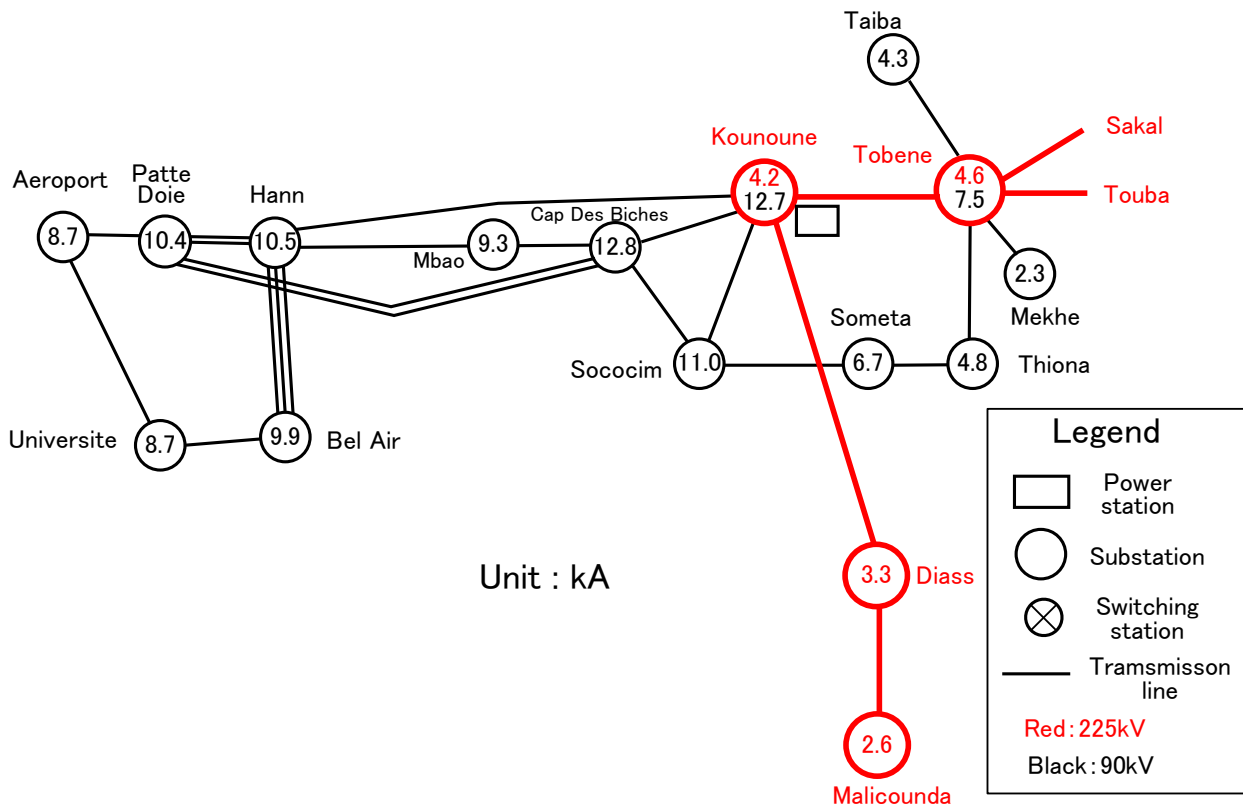 Taiba
4.3
Sakal
Kounoune
Tobene
4.2
12.7
4.6
7.5
Touba
Aeroport
Patte
Doie
Hann
Cap Des Biches
8.7
10.4
10.5
9.3
12.8
Mbao
2.3
Mekhe
Someta
Sococim
11.0
6.7
4.8
Thiona
Universite
8.7
9.9
Bel Air
Unit : kA
3.3
Diass
2.6
Malicounda
Legend
Power
station
Substation
Switching
station
Tramsmisson
line
Red : 225kV
Black : 90kV